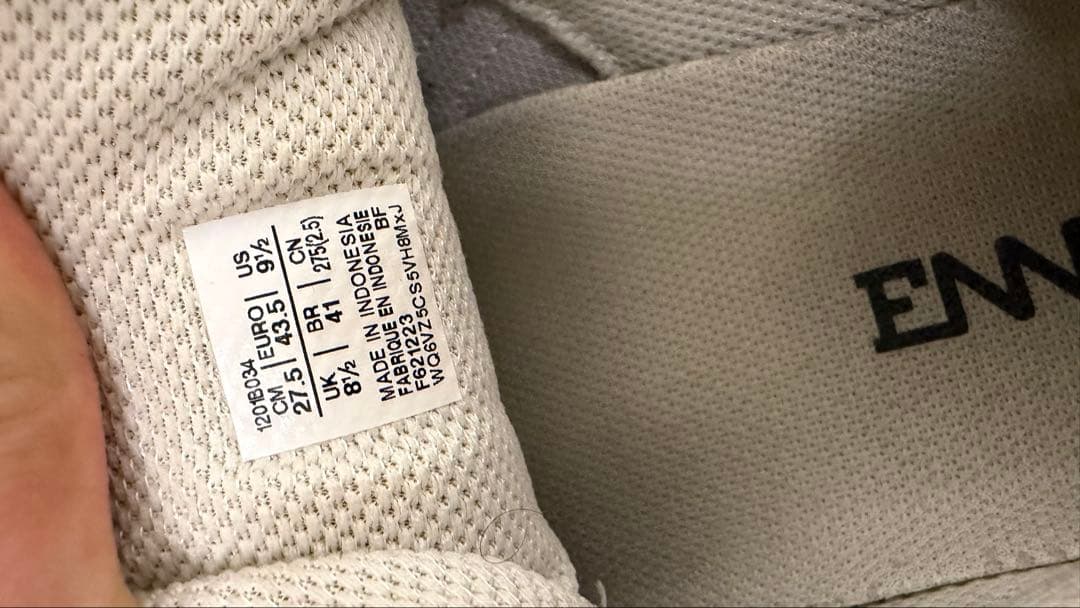 1201B034
CM | EURO | US
27.5 | 43.5 | 9½
UK | BR | CN
8½ | 41 | 275(2.5)
MADE IN INDONESIA
FABRIQUE EN INDONESIE
F621223 BF
WQ6VZ5CS5VH8MxJ